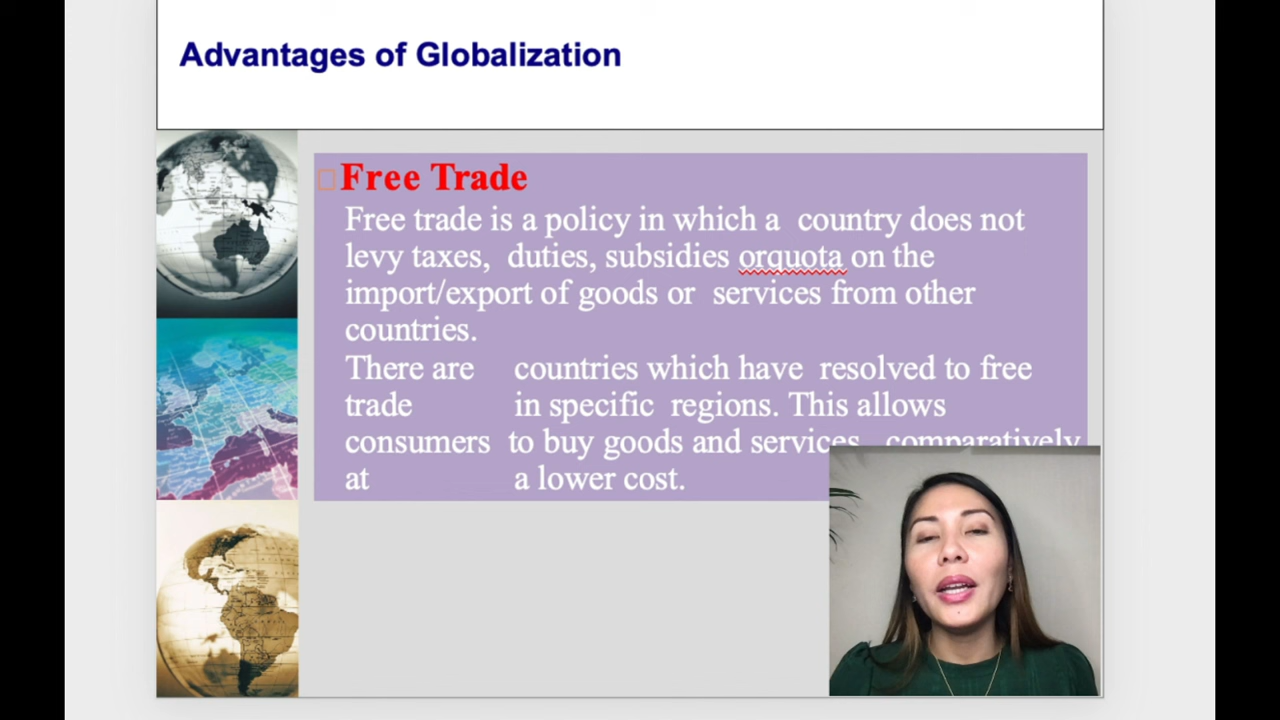 Advantages of Globalization
Free Trade
Free trade is a policy in which a country does not
levy taxes, duties, subsidies orquota on the
import/export of goods or services from other
countries.
There are countries which have resolved to free
trade in specific regions. This allows
consumers to buy goods and services comparatively
at a lower cost.